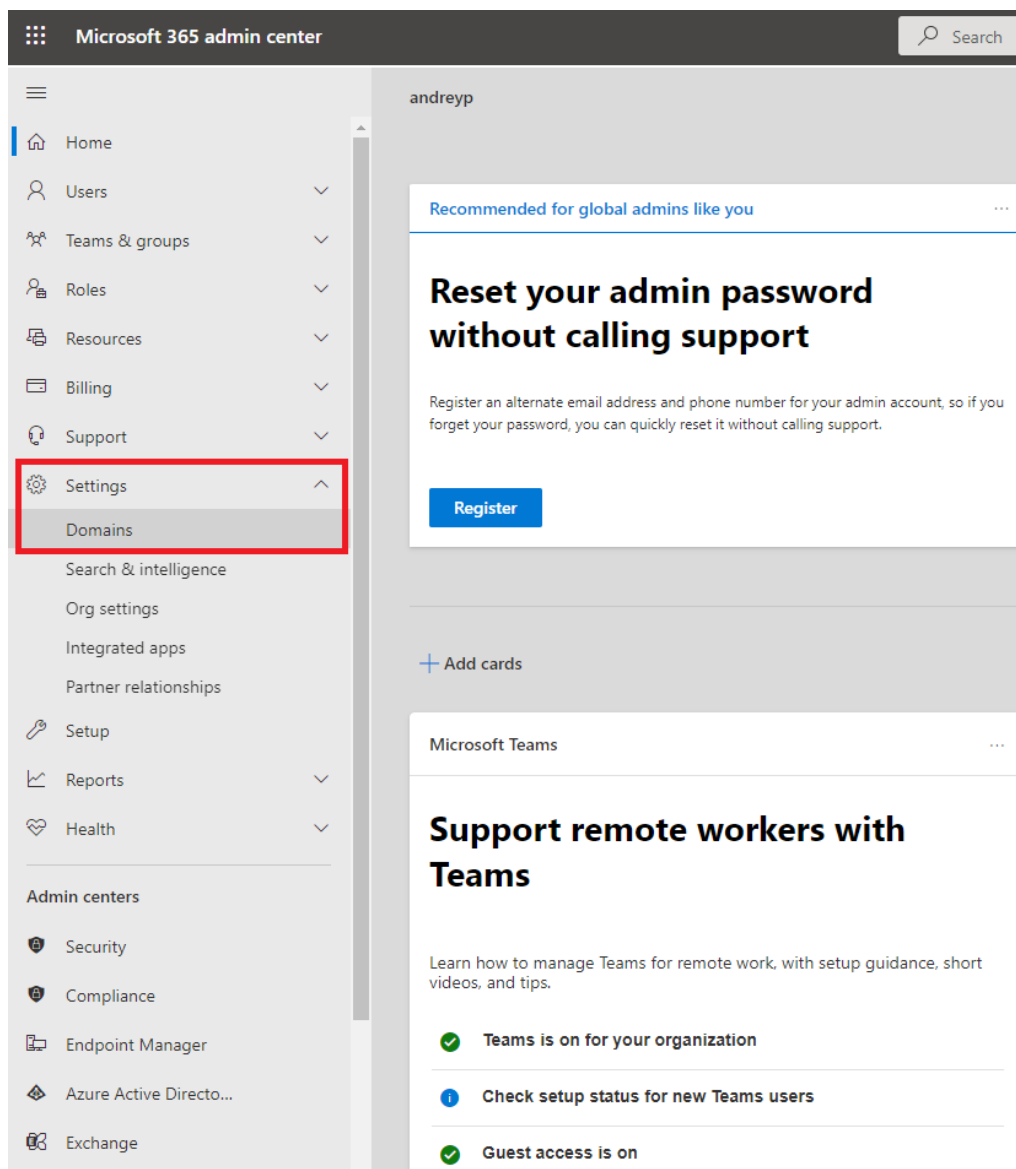 Microsoft 365 admin center
Search
Home
Users
Teams & groups
Roles
Resources
Billing
Support
Settings
Domains
Search & intelligence
Org settings
Integrated apps
Partner relationships
Setup
Reports
Health
Admin centers
Security
Compliance
Endpoint Manager
Azure Active Directo...
Exchange
andreyp
Recommended for global admins like you
Reset your admin password
without calling support
Register an alternate email address and phone number for your admin account, so if you
forget your password, you can quickly reset it without calling support.
Register
Add cards
Microsoft Teams
Support remote workers with
Teams
Learn how to manage Teams for remote work, with setup guidance, short
videos, and tips.
Teams is on for your organization
Check setup status for new Teams users
Guest access is on